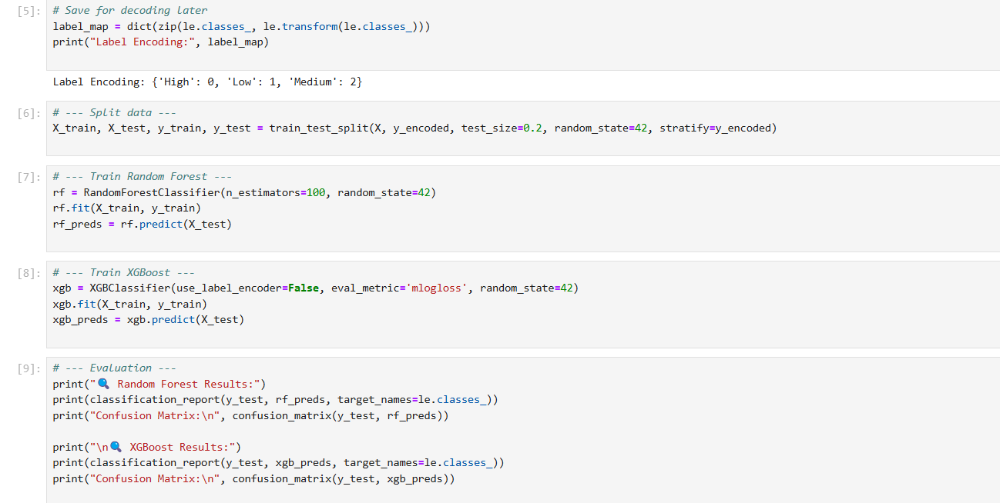 [5]:
# Save for decoding later
label_map = dict(zip(le.classes_, le.transform(le.classes_)))
print("Label Encoding:", label_map)
Label Encoding: {'High': 0, 'Low': 1, 'Medium': 2}
[6]:
# --- Split data ---
X_train, X_test, y_train, y_test = train_test_split(X, y_encoded, test_size=0.2, random_state=42, stratify=y_encoded)
[7]:
# --- Train Random Forest ---
rf = RandomForestClassifier(n_estimators=100, random_state=42)
rf.fit(X_train, y_train)
rf_preds = rf.predict(X_test)
[8]:
# --- Train XGBoost ---
xgb = XGBClassifier(use_label_encoder=False, eval_metric='mlogloss', random_state=42)
xgb.fit(X_train, y_train)
xgb_preds = xgb.predict(X_test)
[9]:
# --- Evaluation ---
print("🔍 Random Forest Results:")
print(classification_report(y_test, rf_preds, target_names=le.classes_))
print("Confusion Matrix:\n", confusion_matrix(y_test, rf_preds))
print("\n🔍 XGBoost Results:")
print(classification_report(y_test, xgb_preds, target_names=le.classes_))
print("Confusion Matrix:\n", confusion_matrix(y_test, xgb_preds))